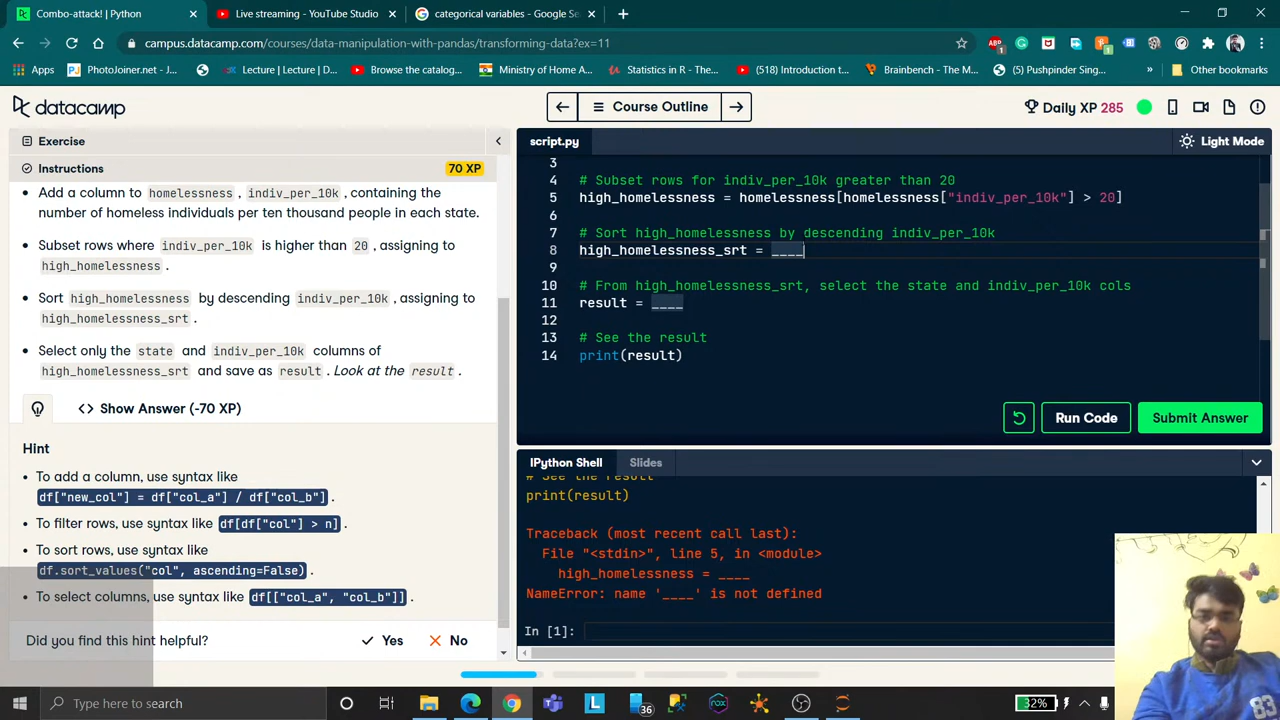 Combo-attack! | Python
Live streaming - YouTube Studio
categorical variables - Google Se
campus.datacamp.com/courses/data-manipulation-with-pandas/transforming-data?ex=11
Apps
PhotoJoiner.net - J...
Lecture | Lecture | D...
Browse the catalog...
Ministry of Home A...
Statistics in R - The...
(518) Introduction t...
Brainbench - The M...
(5) Pushpinder Sing...
»
Other bookmarks
datacamp
Course Outline
Daily XP 285
Exercise
Instructions
70 XP
• Add a column to homelessness, indiv_per_10k, containing the
number of homeless individuals per ten thousand people in each state.
• Subset rows where indiv_per_10k is higher than 20, assigning to
high_homelessness.
• Sort high_homelessness by descending indiv_per_10k, assigning to
high_homelessness_srt.
• Select only the state and indiv_per_10k columns of
high_homelessness_srt and save as result. Look at the result.
Show Answer (-70 XP)
Hint
• To add a column, use syntax like
df["new_col"] = df["col_a"] / df["col_b"].
• To filter rows, use syntax like df[df["col"] > n].
• To sort rows, use syntax like
df.sort_values("col", ascending=False).
• To select columns, use syntax like df[["col_a", "col_b"]].
Did you find this hint helpful?
Yes
No
script.py
Light Mode
3
4 # Subset rows for indiv_per_10k greater than 20
5 high_homelessness = homelessness[homelessness["indiv_per_10k"] > 20]
6
7 # Sort high_homelessness by descending indiv_per_10k
8 high_homelessness_srt = ____
9
10 # From high_homelessness_srt, select the state and indiv_per_10k cols
11 result = ____
12
13 # See the result
14 print(result)
Run Code
Submit Answer
IPython Shell
Slides
# See the result
print(result)
Traceback (most recent call last):
File "<stdin>", line 5, in <module>
high_homelessness = ____
NameError: name '____' is not defined
In [1]:
Type here to search
36
32%
83